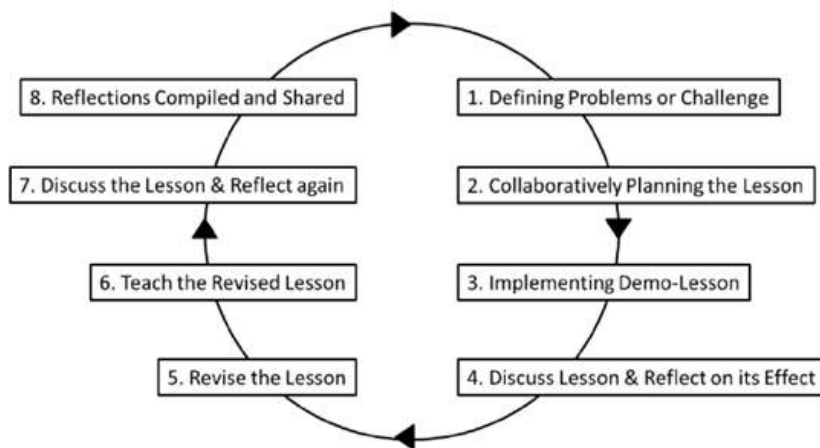 1. Defining Problems or Challenge
2. Collaboratively Planning the Lesson
3. Implementing Demo-Lesson
4. Discuss Lesson & Reflect on its Effect
5. Revise the Lesson
6. Teach the Revised Lesson
7. Discuss the Lesson & Reflect again
8. Reflections Compiled and Shared